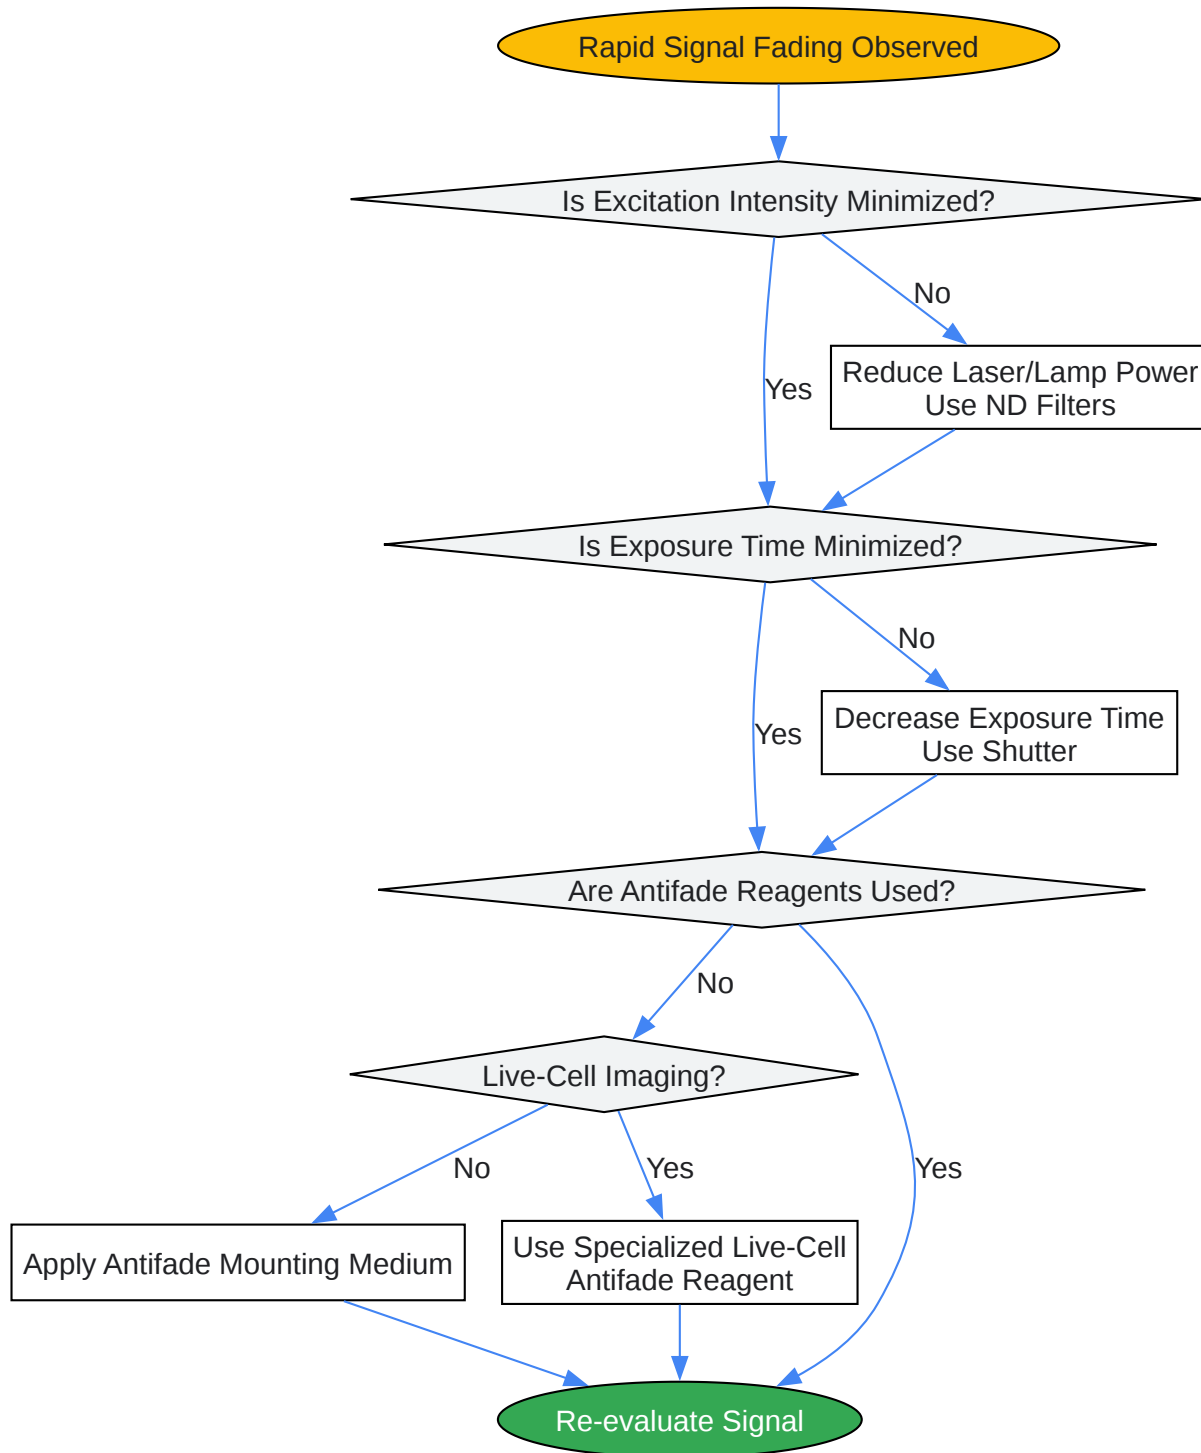 Rapid Signal Fading Observed
Is Excitation Intensity Minimized?
No
Reduce Laser/Lamp Power
Use ND Filters
Yes
Is Exposure Time Minimized?
No
Decrease Exposure Time
Use Shutter
Yes
Are Antifade Reagents Used?
No
Live-Cell Imaging?
No
Yes
Yes
Apply Antifade Mounting Medium
Use Specialized Live-Cell
Antifade Reagent
Re-evaluate Signal